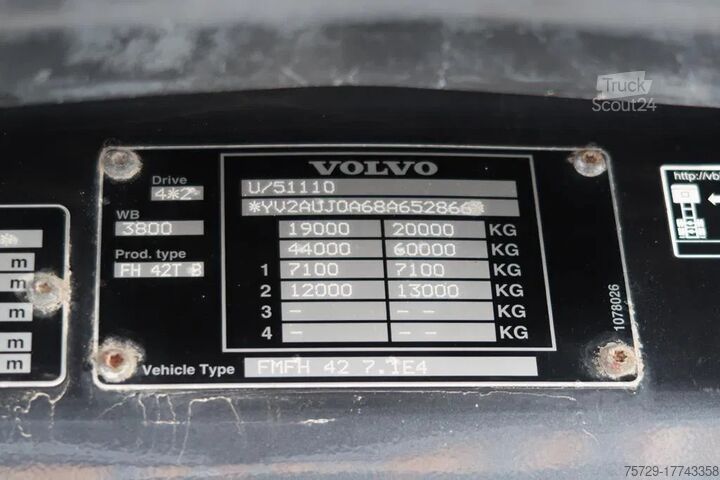 Truck
Scout24
VOLVO
Drive
4*2
WB
3800
Prod. type
FH 42T B
U/51110
*YV2AUJ0A68A652866*
19000 20000 KG
44000 60000 KG
1 7100 7100 KG
2 12000 13000 KG
3 - - - KG
4 - - - KG
Vehicle Type FMFH 42 7.1E4
1078026
m
m
m
m
m
http://vb
75729-17743358